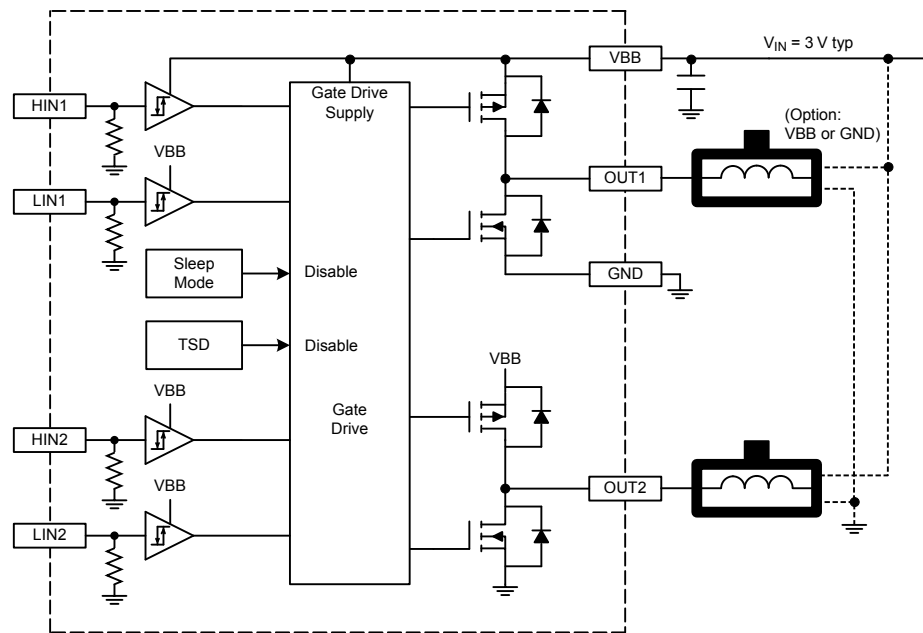 VBB
V_IN = 3 V typ
HIN1
Gate Drive
Supply
(Option:
VBB or GND)
VBB
OUT1
LIN1
Sleep
Mode
Disable
GND
TSD
Disable
VBB
VBB
HIN2
Gate
Drive
VBB
OUT2
LIN2